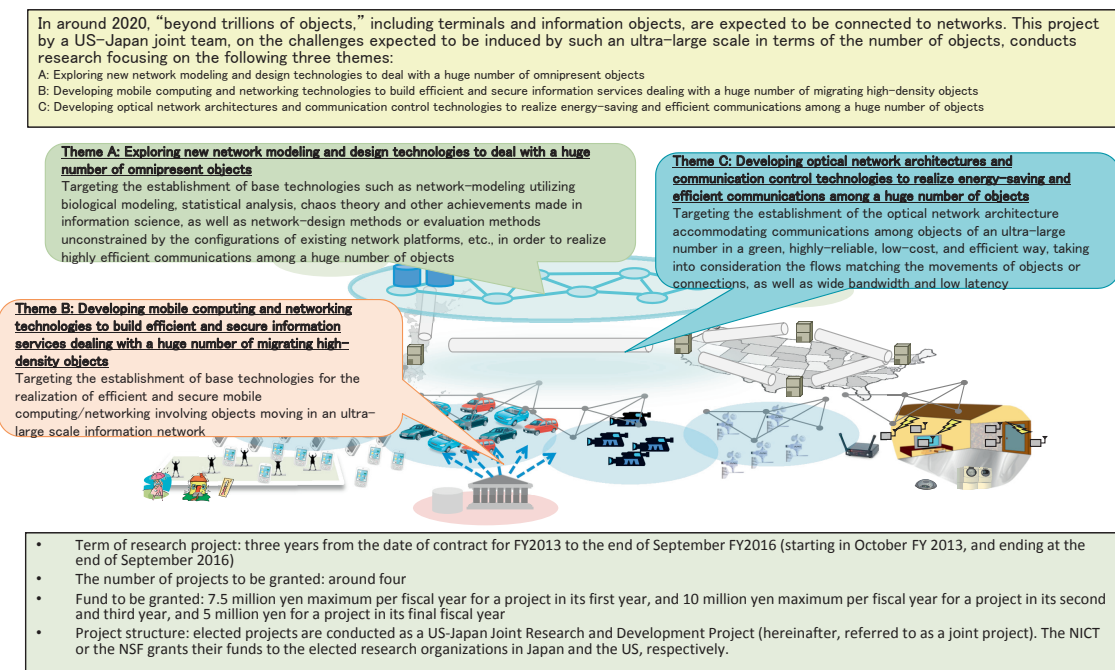 In around 2020, “beyond trillions of objects,” including terminals and information objects, are expected to be connected to networks. This project
by a US-Japan joint team, on the challenges expected to be induced by such an ultra-large scale in terms of the number of objects, conducts
research focusing on the following three themes:
A: Exploring new network modeling and design technologies to deal with a huge number of omnipresent objects
B: Developing mobile computing and networking technologies to build efficient and secure information services dealing with a huge number of migrating high-density objects
C: Developing optical network architectures and communication control technologies to realize energy-saving and efficient communications among a huge number of objects
Theme A: Exploring new network modeling and design technologies to deal with a huge
number of omnipresent objects
Targeting the establishment of base technologies such as network-modeling utilizing
biological modeling, statistical analysis, chaos theory and other achievements made in
information science, as well as network-design methods or evaluation methods
unconstrained by the configurations of existing network platforms, etc., in order to realize
highly efficient communications among a huge number of objects
Theme C: Developing optical network architectures and
communication control technologies to realize energy-saving and
efficient communications among a huge number of objects
Targeting the establishment of the optical network architecture
accommodating communications among objects of an ultra-large
number in a green, highly-reliable, low-cost, and efficient way, taking
into consideration the flows matching the movements of objects or
connections, as well as wide bandwidth and low latency
Theme B: Developing mobile computing and networking
technologies to build efficient and secure information
services dealing with a huge number of migrating high-
density objects
Targeting the establishment of base technologies for the
realization of efficient and secure mobile
computing/networking involving objects moving in an ultra-
large scale information network
• Term of research project: three years from the date of contract for FY2013 to the end of September FY2016 (starting in October FY 2013, and ending at the
end of September 2016)
• The number of projects to be granted: around four
• Fund to be granted: 7.5 million yen maximum per fiscal year for a project in its first year, and 10 million yen maximum per fiscal year for a project in its second
and third year, and 5 million yen for a project in its final fiscal year
• Project structure: elected projects are conducted as a US-Japan Joint Research and Development Project (hereinafter, referred to as a joint project). The NICT
or the NSF grants their funds to the elected research organizations in Japan and the US, respectively.